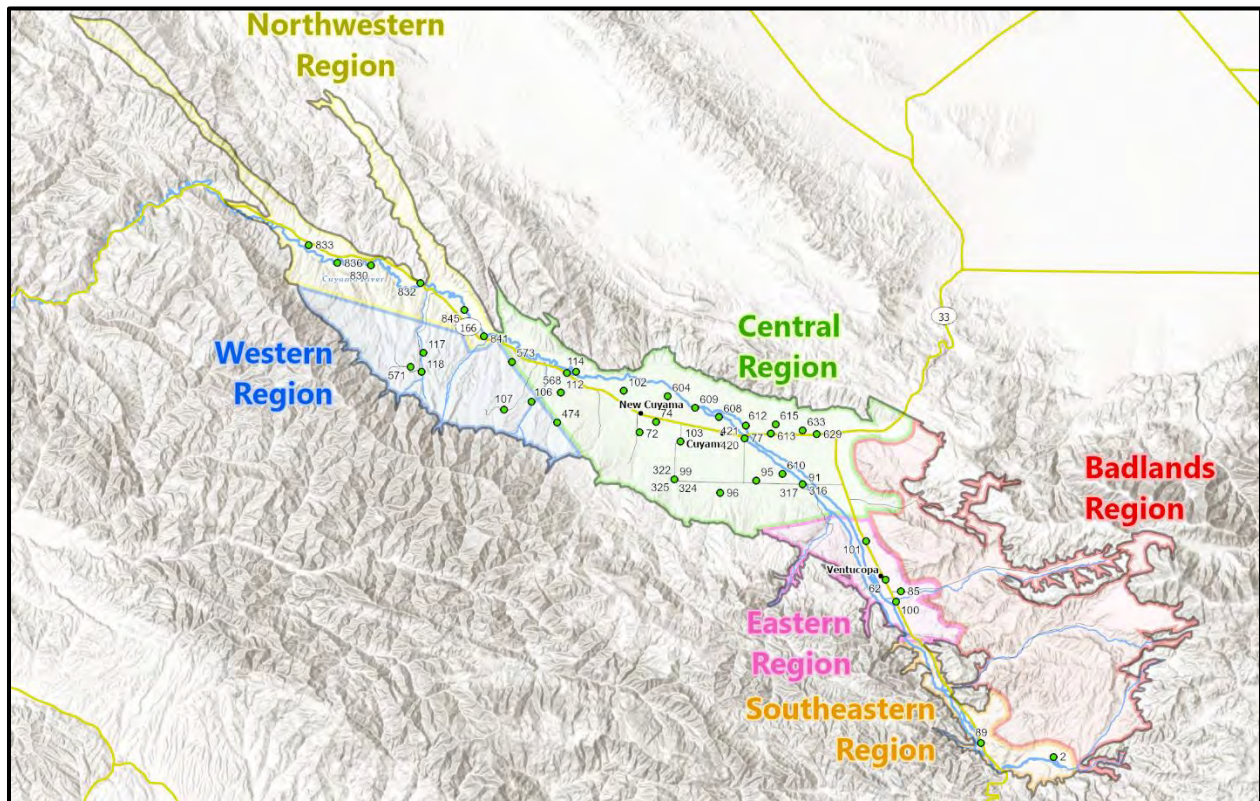 Northwestern
Region
833
836
830
Cuyama River
832
845
166
841
33
Central
Region
Western
Region
117
118
571
573
114
568
112
106
107
474
102
604
New Cuyama
74
72
609
608
103
Cuyama
421
420
77
612
615
613
633
629
322 99
325 324
96
95
610
91
317 316
Badlands
Region
101
Ventucopa
62
85
100
Eastern
Region
Southeastern
Region
89
2